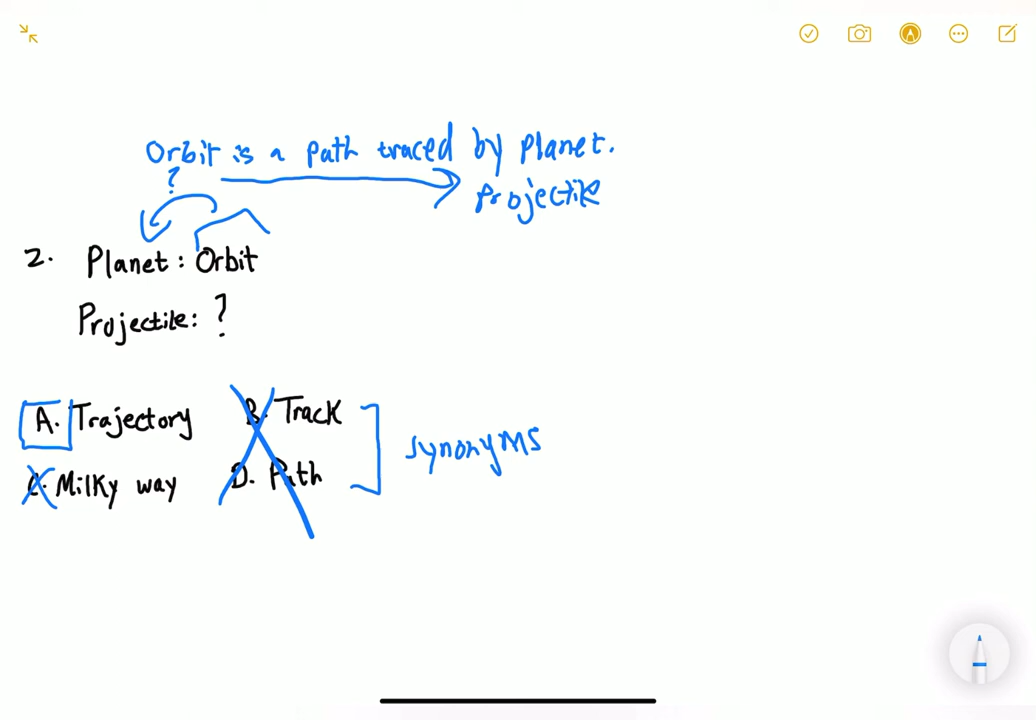 Orbit is a path traced by planet.
?
Projectile
2. Planet : Orbit
Projectile : ?
A. Trajectory B. Track
C. Milky way D. Path
synonyms